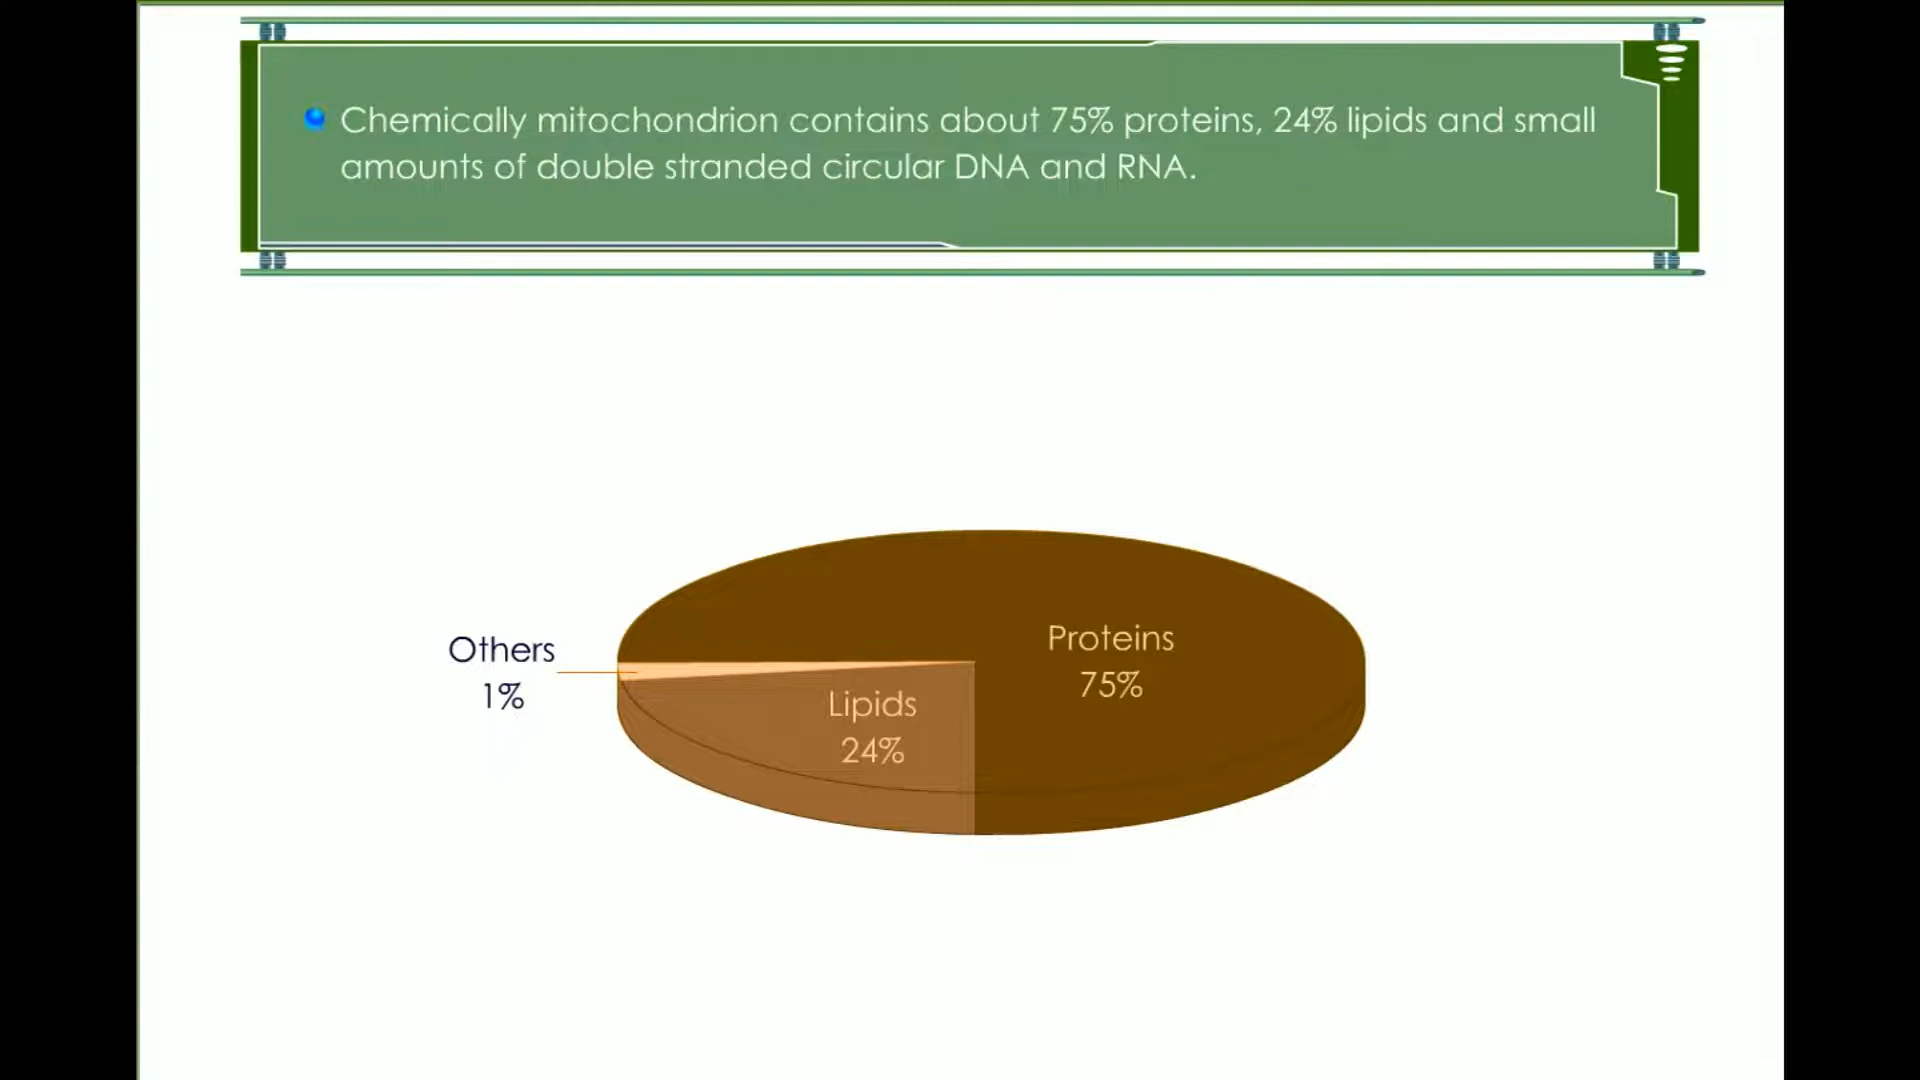 Chemically mitochondrion contains about 75% proteins, 24% lipids and small
amounts of double stranded circular DNA and RNA.
Others
1%
Proteins
75%
Lipids
24%